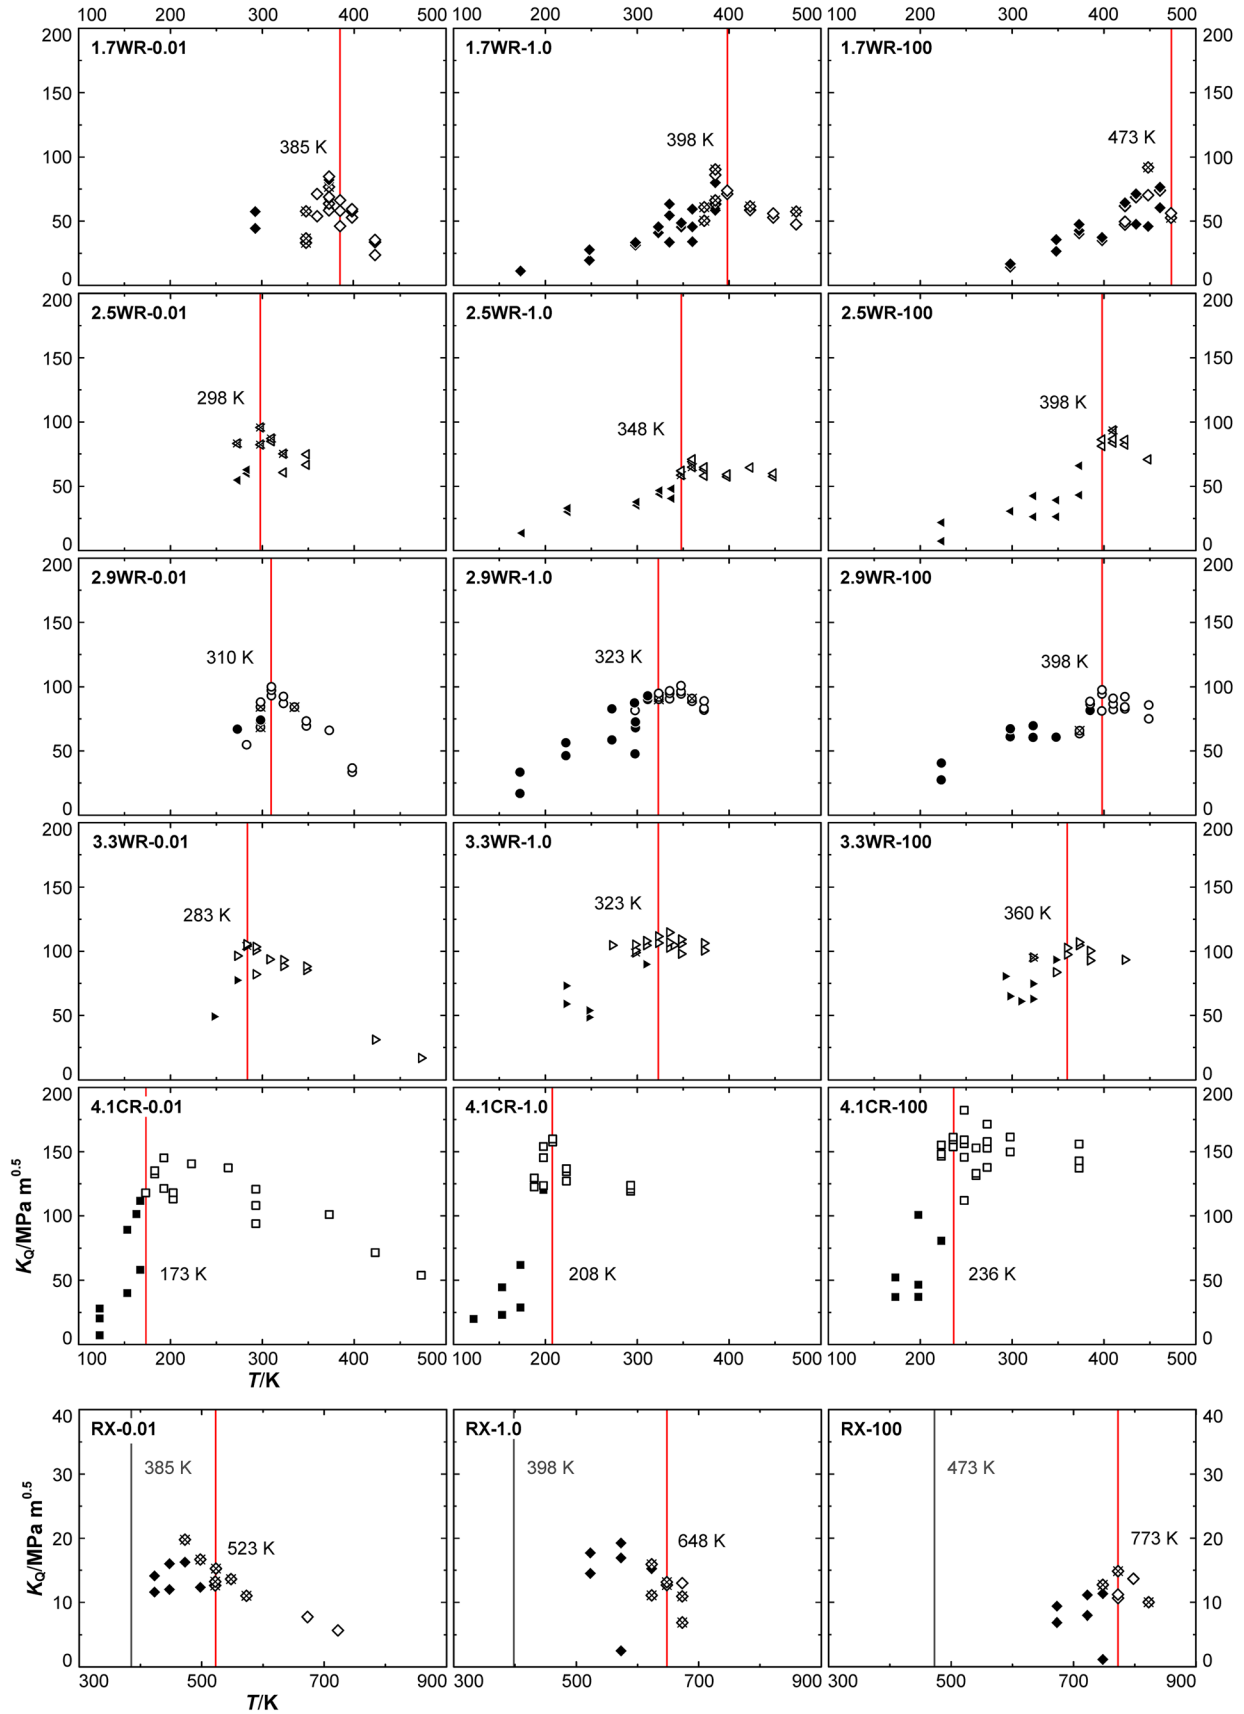 100 200 300 400 500 100 200 300 400 500 100 200 300 400 500
200 1.7WR-0.01 1.7WR-1.0 1.7WR-100 200
150 150
385 K 398 K 473 K
100 100
50 50
0 0
200 2.5WR-0.01 2.5WR-1.0 2.5WR-100 200
150 150
298 K 348 K 398 K
100 100
50 50
0 0
200 2.9WR-0.01 2.9WR-1.0 2.9WR-100 200
150 150
310 K 323 K 398 K
100 100
50 50
0 0
200 3.3WR-0.01 3.3WR-1.0 3.3WR-100 200
150 150
283 K 323 K 360 K
100 100
50 50
0 0
200 4.1CR-0.01 4.1CR-1.0 4.1CR-100 200
150 150
KQ/MPa m0.5
100 100
173 K 208 K 236 K
50 50
0 0
100 200 300 400 500 100 200 300 400 500 100 200 300 400 500
T/K
40 RX-0.01 RX-1.0 RX-100 40
385 K 398 K 473 K
30 30
KQ/MPa m0.5
20 20
523 K 648 K 773 K
10 10
0 0
300 500 700 900 300 500 700 900 300 500 700 900
T/K